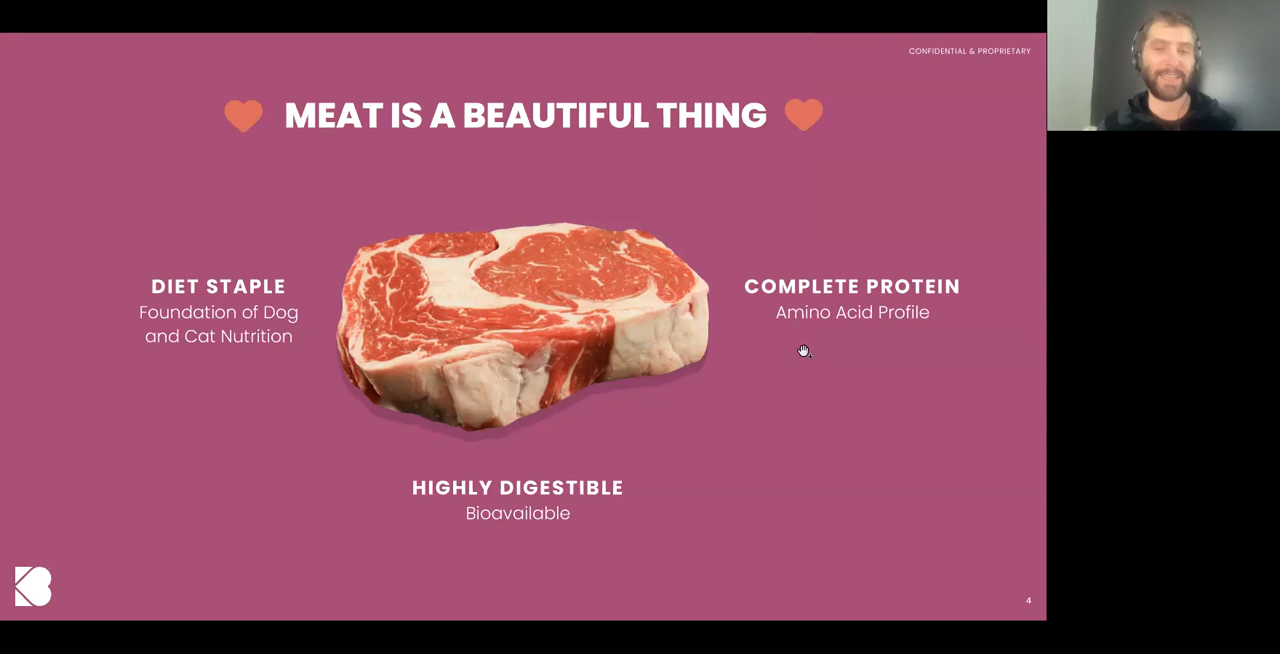 CONFIDENTIAL & PROPRIETARY
MEAT IS A BEAUTIFUL THING
DIET STAPLE
Foundation of Dog
and Cat Nutrition
COMPLETE PROTEIN
Amino Acid Profile
HIGHLY DIGESTIBLE
Bioavailable
4